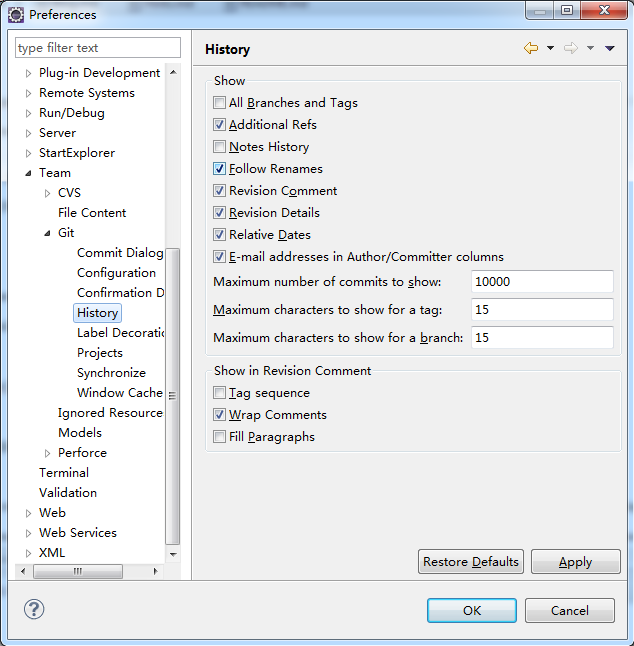 Preferences
type filter text
Plug-in Development
Remote Systems
Run/Debug
Server
StartExplorer
Team
CVS
File Content
Git
Commit Dialog
Configuration
Confirmation D
History
Label Decoratic
Projects
Synchronize
Window Cache
Ignored Resource
Models
Perforce
Terminal
Validation
Web
Web Services
XML
History
Show
All Branches and Tags
Additional Refs
Notes History
Follow Renames
Revision Comment
Revision Details
Relative Dates
E-mail addresses in Author/Committer columns
Maximum number of commits to show: 10000
Maximum characters to show for a tag: 15
Maximum characters to show for a branch: 15
Show in Revision Comment
Tag sequence
Wrap Comments
Fill Paragraphs
Restore Defaults Apply
? OK Cancel